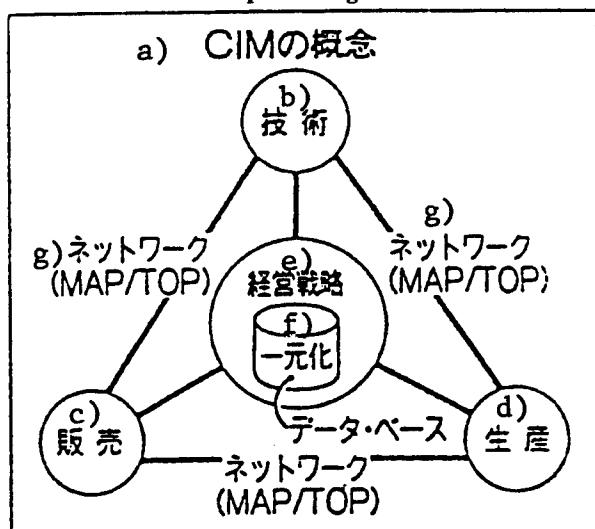 a) CIMの概念
b)
技術
g)
g)ネットワーク
(MAP/TOP)
ネットワーク
(MAP/TOP)
e)
経営戦略
f)
一元化
c)
販売
データ・ベース
d)
生産
ネットワーク
(MAP/TOP)